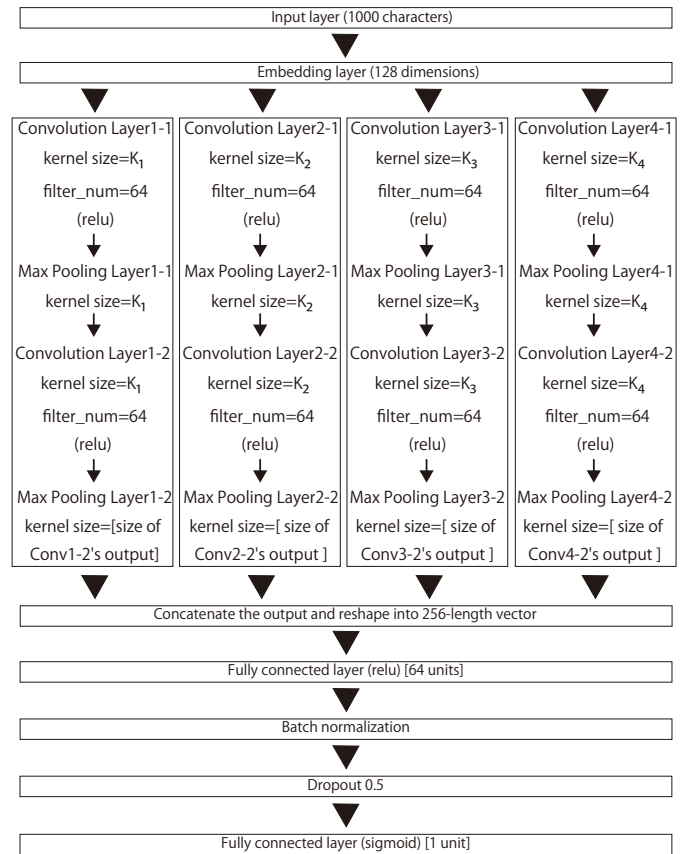 Input layer (1000 characters)
Embedding layer (128 dimensions)
Convolution Layer1-1
kernel size=K₁
filter_num=64
(relu)
Max Pooling Layer1-1
kernel size=K₁
Convolution Layer1-2
kernel size=K₁
filter_num=64
(relu)
Max Pooling Layer1-2
kernel size=[size of
Conv1-2's output]
Convolution Layer2-1
kernel size=K₂
filter_num=64
(relu)
Max Pooling Layer2-1
kernel size=K₂
Convolution Layer2-2
kernel size=K₂
filter_num=64
(relu)
Max Pooling Layer2-2
kernel size=[ size of
Conv2-2's output ]
Convolution Layer3-1
kernel size=K₃
filter_num=64
(relu)
Max Pooling Layer3-1
kernel size=K₃
Convolution Layer3-2
kernel size=K₃
filter_num=64
(relu)
Max Pooling Layer3-2
kernel size=[ size of
Conv3-2's output ]
Convolution Layer4-1
kernel size=K₄
filter_num=64
(relu)
Max Pooling Layer4-1
kernel size=K₄
Convolution Layer4-2
kernel size=K₄
filter_num=64
(relu)
Max Pooling Layer4-2
kernel size=[ size of
Conv4-2's output ]
Concatenate the output and reshape into 256-length vector
Fully connected layer (relu) [64 units]
Batch normalization
Dropout 0.5
Fully connected layer (sigmoid) [1 unit]